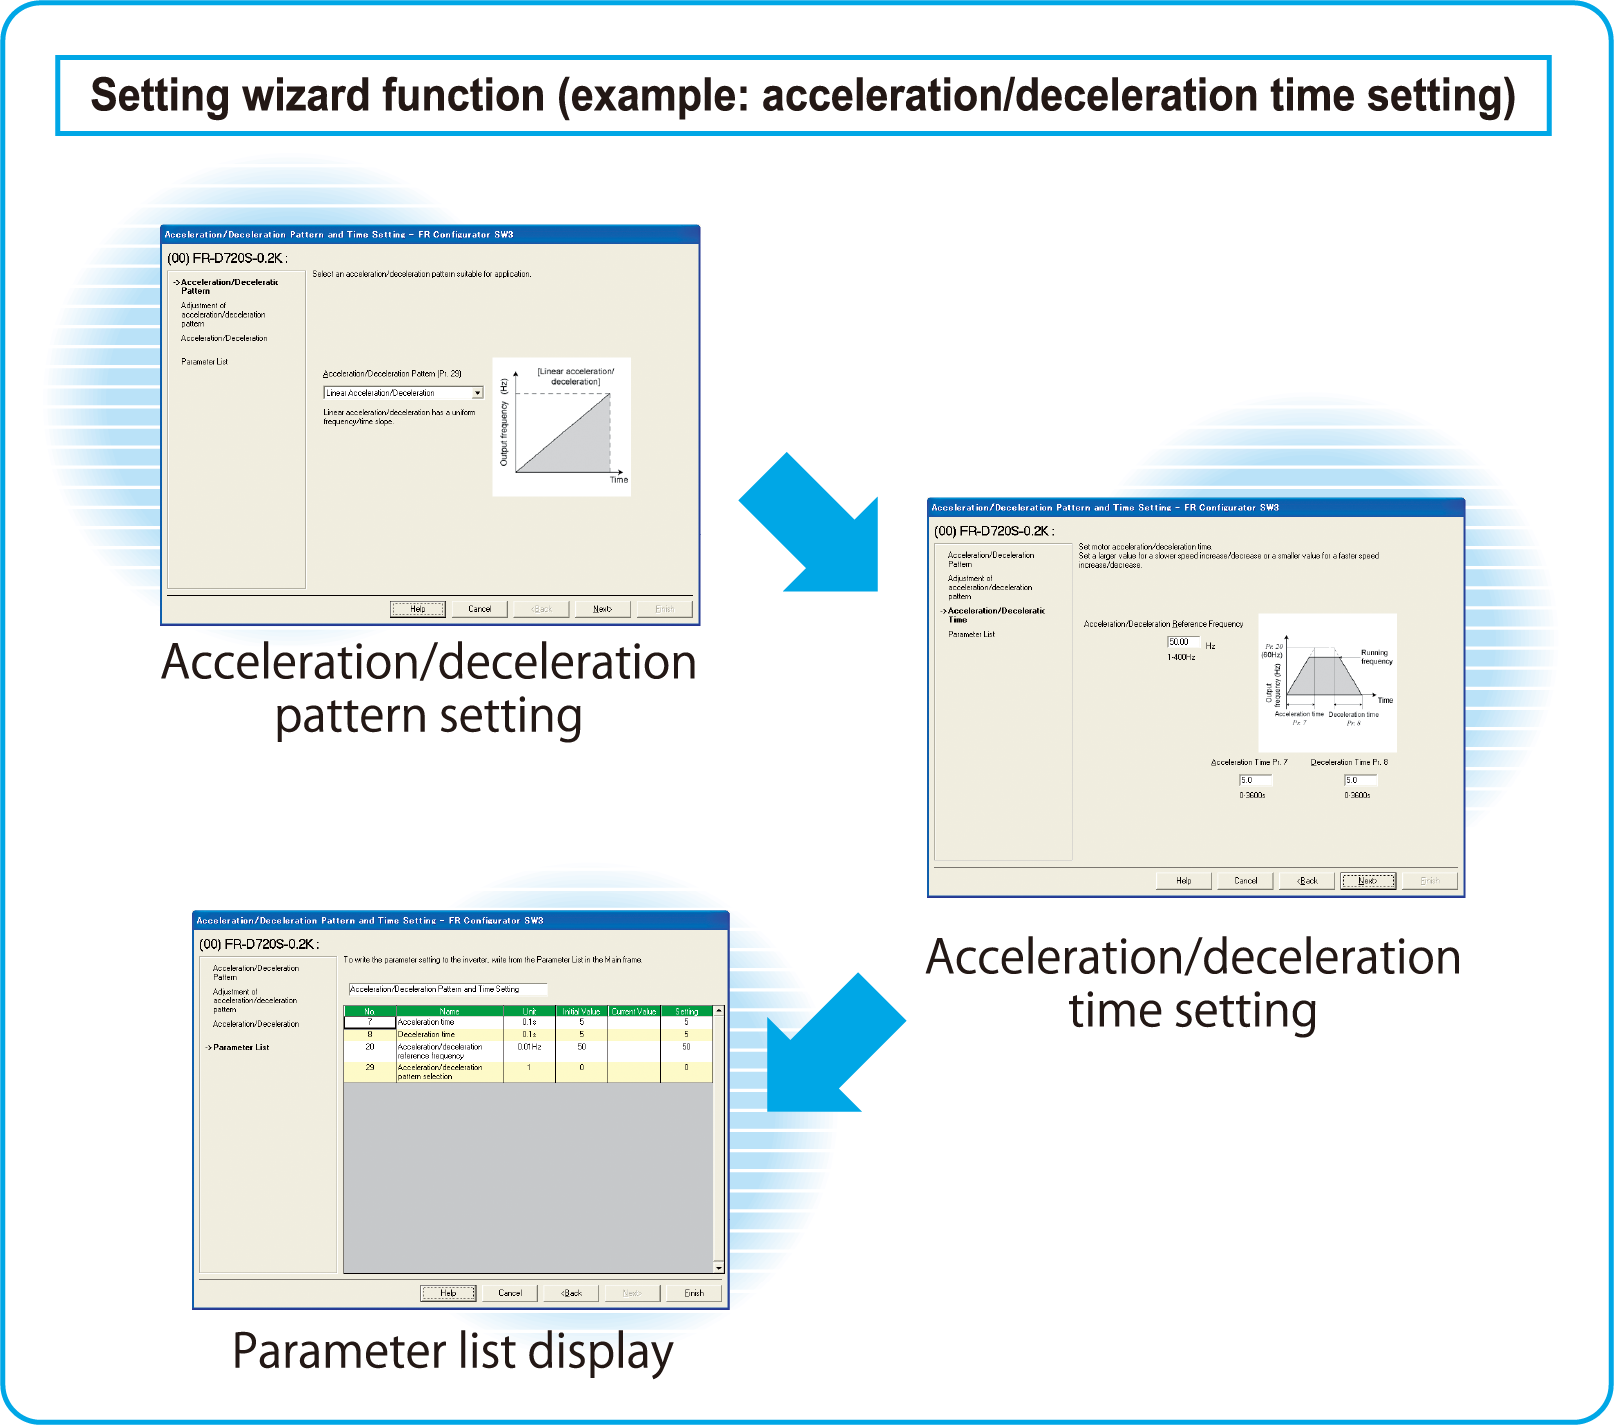 Setting wizard function (example: acceleration/deceleration time setting)
Acceleration/Deceleration Pattern and Time Setting - FR Configurator SW3
(00) FR-D720S-0.2K :
->Acceleration/Deceleratic
Pattern
Adjustment of
acceleration/deceleration
pattern
Acceleration/Deceleration
Parameter List
Select an acceleration/deceleration pattern suitable for application.
Acceleration/Deceleration Pattern (Pr. 29)
Linear Acceleration/Deceleration
Linear acceleration/deceleration has a uniform
frequency/time slope.
[Linear acceleration/
deceleration]
Output frequency (Hz)
Time
Help Cancel <Back Next> Finish
Acceleration/deceleration
pattern setting
Acceleration/Deceleration Pattern and Time Setting - FR Configurator SW3
(00) FR-D720S-0.2K :
Acceleration/Deceleration
Pattern
Adjustment of
acceleration/deceleration
pattern
->Acceleration/Deceleratic
Time
Parameter List
Set motor acceleration/deceleration time.
Set a larger value for a slower speed increase/decrease or a smaller value for a faster speed
increase/decrease.
Acceleration/Deceleration Reference Frequency
50.00 Hz
1-400Hz
Pr. 20
(60Hz)
Running
frequency
Output
frequency (Hz)
Time
Acceleration time Deceleration time
Pr. 7 Pr. 8
Acceleration Time Pr. 7 Deceleration Time Pr. 8
5.0 5.0
0-3600s 0-3600s
Help Cancel <Back Next> Finish
Acceleration/deceleration
time setting
Acceleration/Deceleration Pattern and Time Setting - FR Configurator SW3
(00) FR-D720S-0.2K :
Acceleration/Deceleration
Pattern
Adjustment of
acceleration/deceleration
pattern
Acceleration/Deceleration
->Parameter List
To write the parameter setting to the inverter, write from the Parameter List in the Main frame.
Acceleration/Deceleration Pattern and Time Setting
No. Name Unit Initial Value Current Value Setting
7 Acceleration time 0.1s 5 5
8 Deceleration time 0.1s 5 5
20 Acceleration/deceleration 0.01Hz 50 50
reference frequency
29 Acceleration/deceleration 1 0 0
pattern selection
Help Cancel <Back Next> Finish
Parameter list display